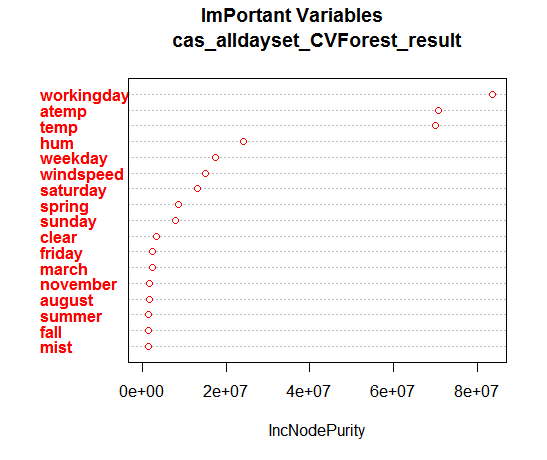 ImPortant Variables
cas_alldayset_CVForest_result
workingday
atemp
temp
hum
weekday
windspeed
saturday
spring
sunday
clear
friday
march
november
august
summer
fall
mist
0e+00 2e+07 4e+07 6e+07 8e+07
IncNodePurity